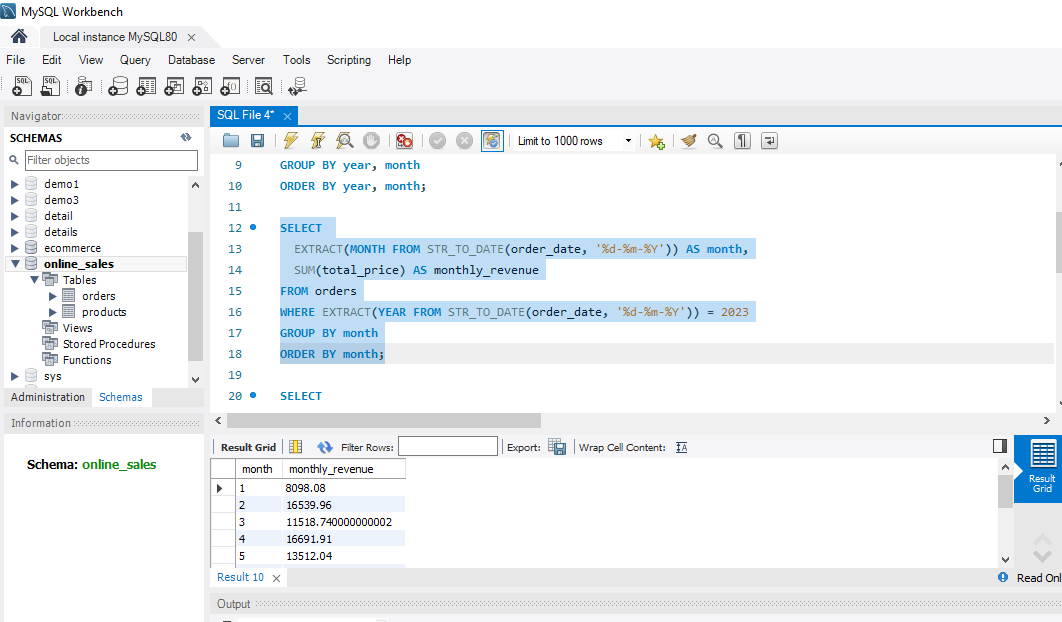 MySQL Workbench
Local instance MySQL80
File Edit View Query Database Server Tools Scripting Help
Navigator
SCHEMAS
Filter objects
demo1
demo3
detail
details
ecommerce
online_sales
Tables
orders
products
Views
Stored Procedures
Functions
sys
Administration Schemas
Information
Schema: online_sales
SQL File 4*
Limit to 1000 rows
9 GROUP BY year, month
10 ORDER BY year, month;
11
12 SELECT
13 EXTRACT(MONTH FROM STR_TO_DATE(order_date, '%d-%m-%Y')) AS month,
14 SUM(total_price) AS monthly_revenue
15 FROM orders
16 WHERE EXTRACT(YEAR FROM STR_TO_DATE(order_date, '%d-%m-%Y')) = 2023
17 GROUP BY month
18 ORDER BY month;
19
20 SELECT
Result Grid Filter Rows: Export: Wrap Cell Content:
month monthly_revenue
1 8098.08
2 16539.96
3 11518.740000000002
4 16691.91
5 13512.04
Result
Grid
Result 10
Read Onl
Output